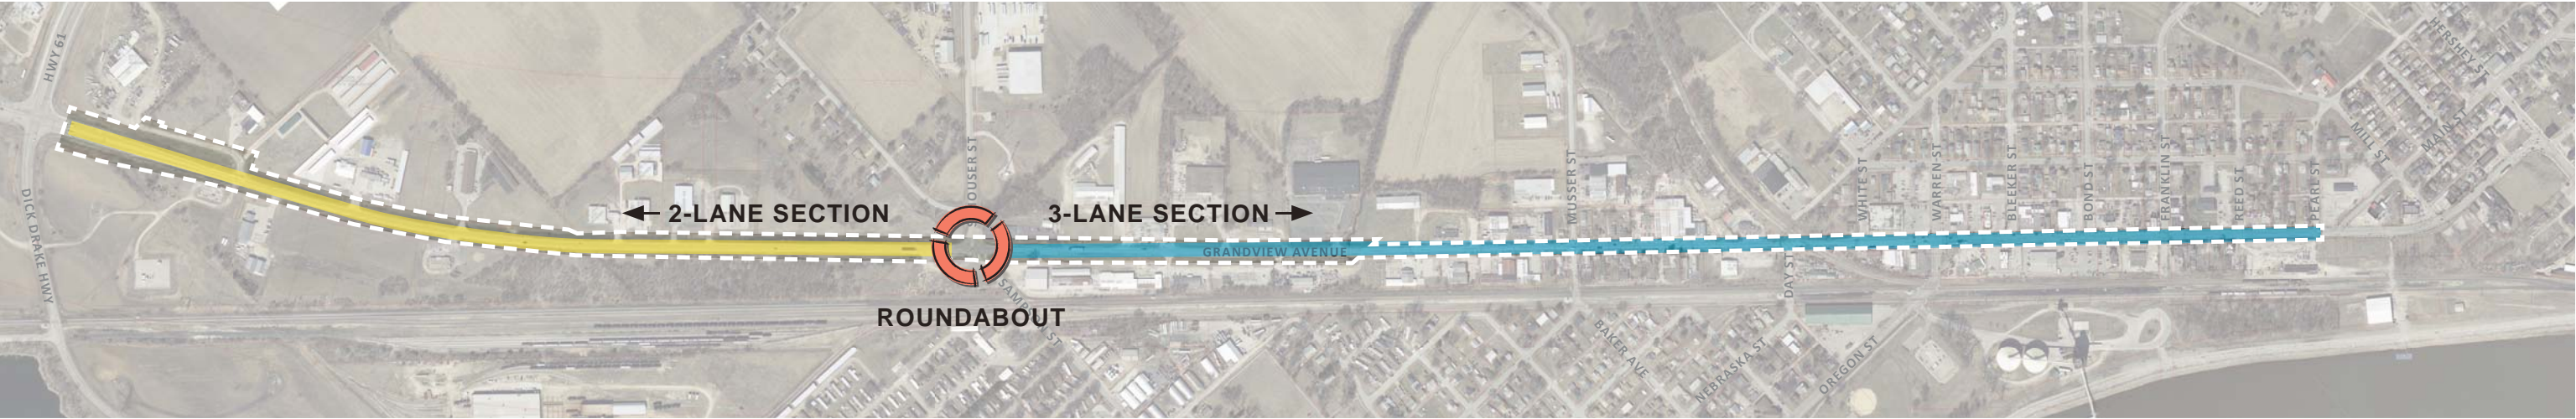 HWY 61
DICK DRAKE HWY
2-LANE SECTION
HOUSER ST
3-LANE SECTION
GRANDVIEW AVENUE
ROUNDABOUT
SAMPSON ST
MUSSER ST
BAKER AVE
NEBRASKA ST
DAY ST
OREGON ST
WHITE ST
WARREN ST
BLEEKER ST
BOND ST
FRANKLIN ST
REED ST
PEARL ST
MILL ST
MAIN ST
HERSHEY ST